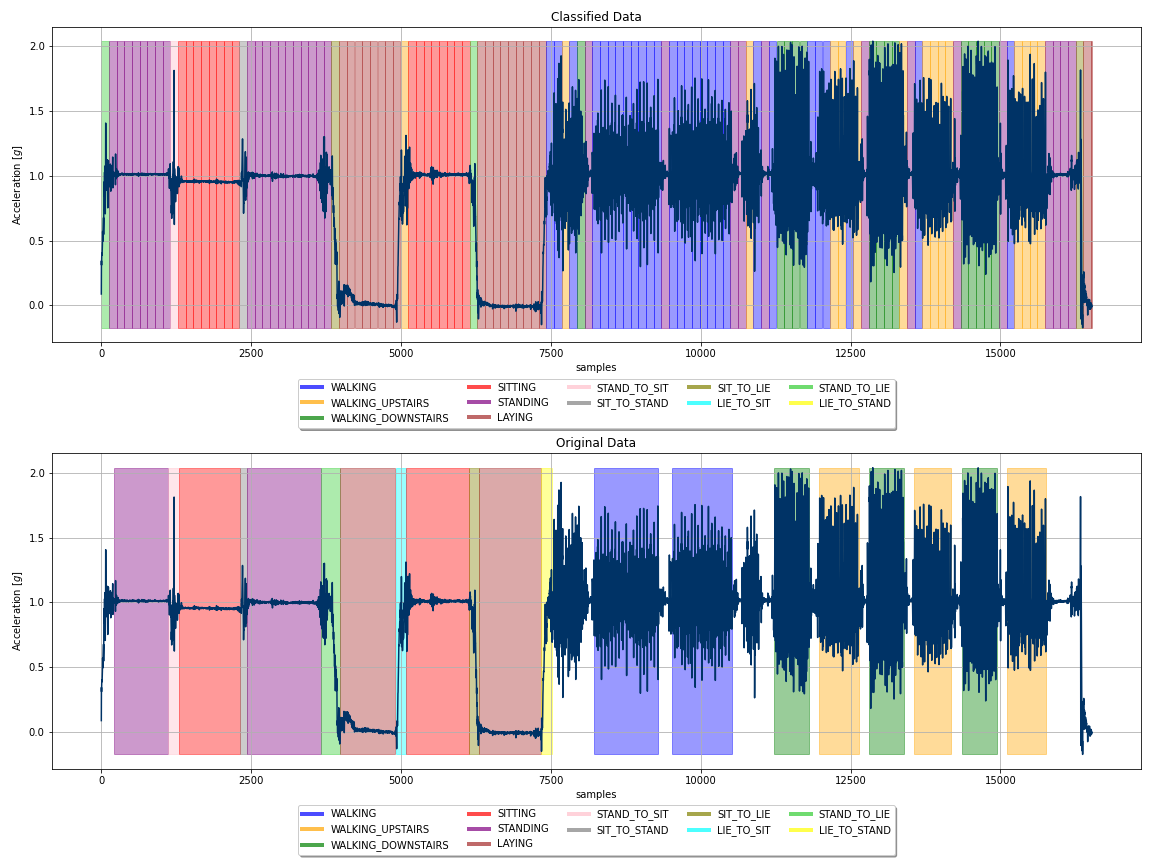 Classified Data
2.0
1.5
1.0
0.5
0.0
Acceleration [g]
0 2500 5000 7500 10000 12500 15000
samples
WALKING SITTING STAND_TO_SIT SIT_TO_LIE STAND_TO_LIE
WALKING_UPSTAIRS STANDING SIT_TO_STAND LIE_TO_SIT LIE_TO_STAND
WALKING_DOWNSTAIRS LAYING
Original Data
2.0
1.5
1.0
0.5
0.0
Acceleration [g]
0 2500 5000 7500 10000 12500 15000
samples
WALKING SITTING STAND_TO_SIT SIT_TO_LIE STAND_TO_LIE
WALKING_UPSTAIRS STANDING SIT_TO_STAND LIE_TO_SIT LIE_TO_STAND
WALKING_DOWNSTAIRS LAYING